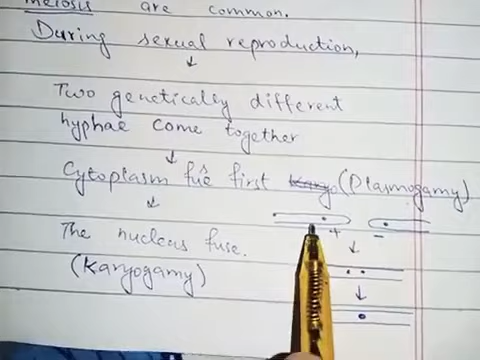 meiosis are common.
During sexual reproduction,
Two genetically different
hyphae come together
Cytoplasm fuse first (Plasmogamy)
+ -
The nucleus fuse.
(Karyogamy)